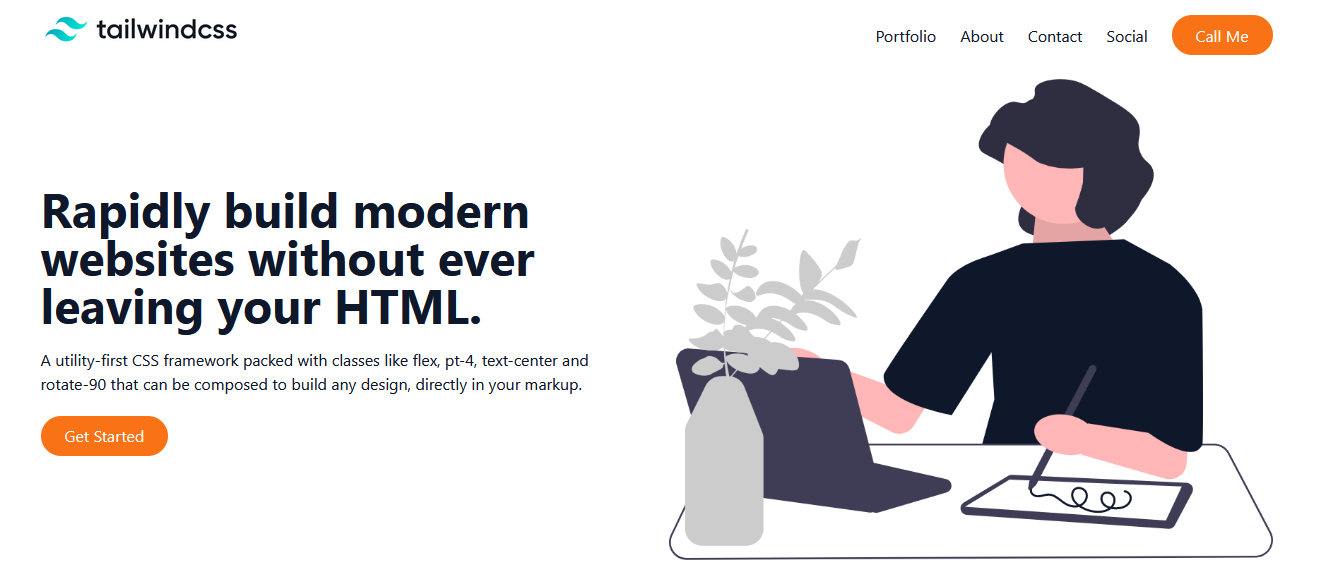 tailwindcss
Portfolio About Contact Social Call Me
Rapidly build modern
websites without ever
leaving your HTML.
A utility-first CSS framework packed with classes like flex, pt-4, text-center and
rotate-90 that can be composed to build any design, directly in your markup.
Get Started